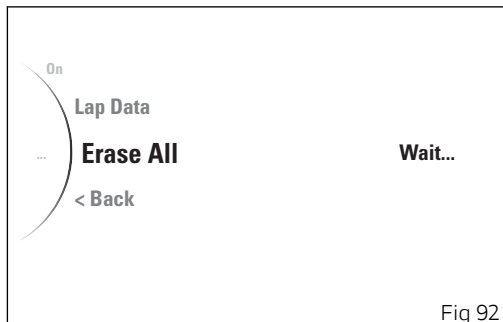 On
Lap Data
... Erase All Wait...
< Back
Fig 92